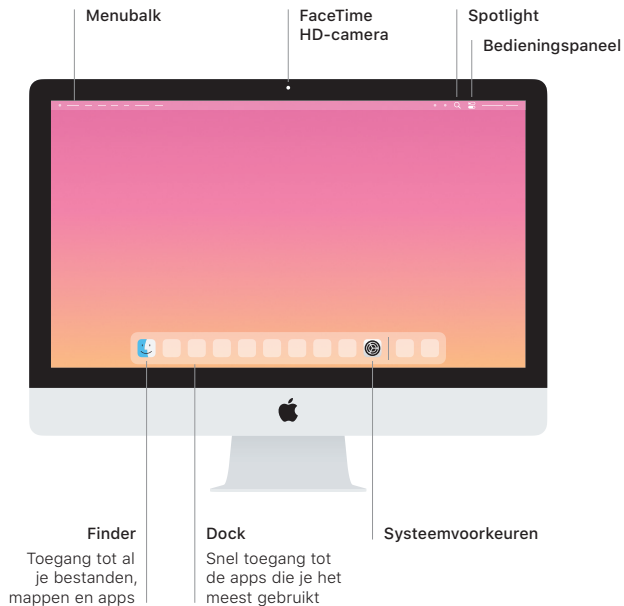 Menubalk
FaceTime
HD-camera
Spotlight
Bedieningspaneel
Finder
Toegang tot al
je bestanden,
mappen en apps
Dock
Snel toegang tot
de apps die je het
meest gebruikt
Systeemvoorkeuren